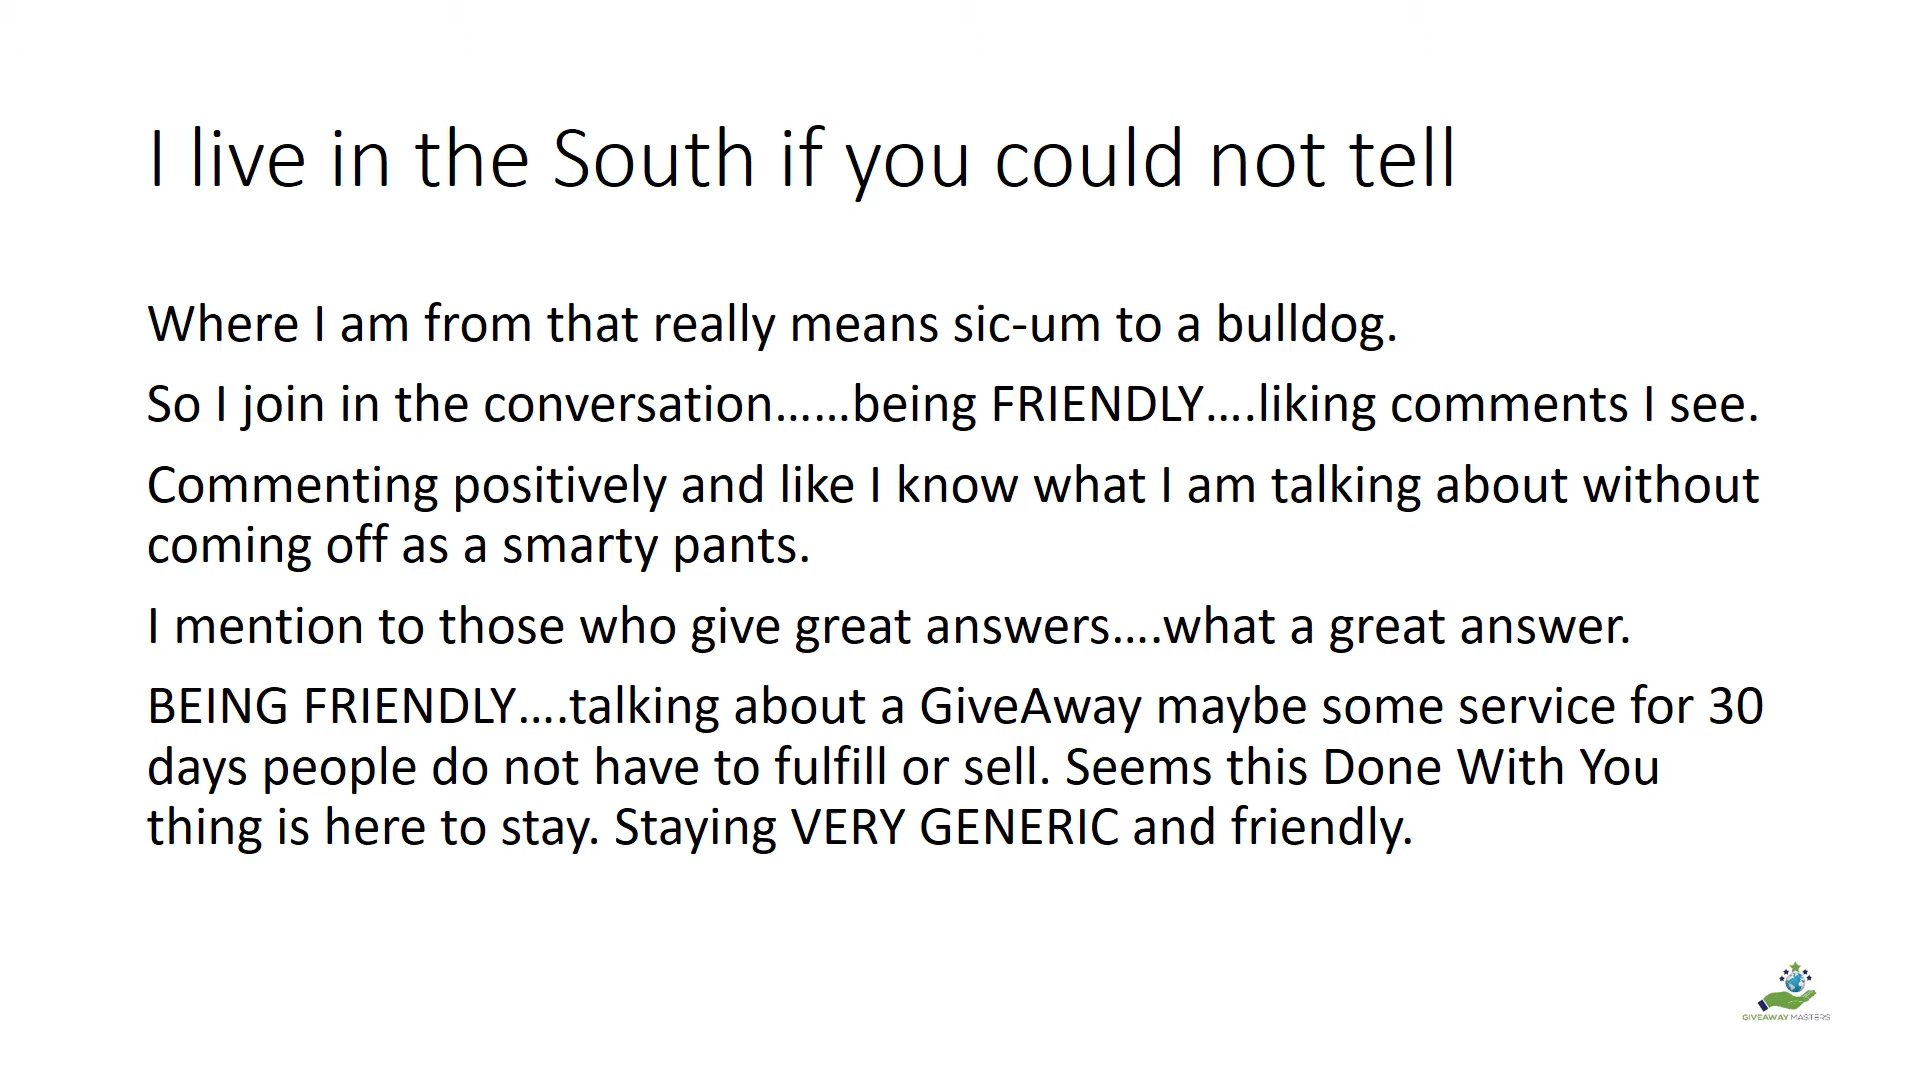 I live in the South if you could not tell
Where I am from that really means sic-um to a bulldog.
So I join in the conversation……being FRIENDLY….liking comments I see.
Commenting positively and like I know what I am talking about without
coming off as a smarty pants.
I mention to those who give great answers….what a great answer.
BEING FRIENDLY….talking about a GiveAway maybe some service for 30
days people do not have to fulfill or sell. Seems this Done With You
thing is here to stay. Staying VERY GENERIC and friendly.
GIVEAWAY MASTERS